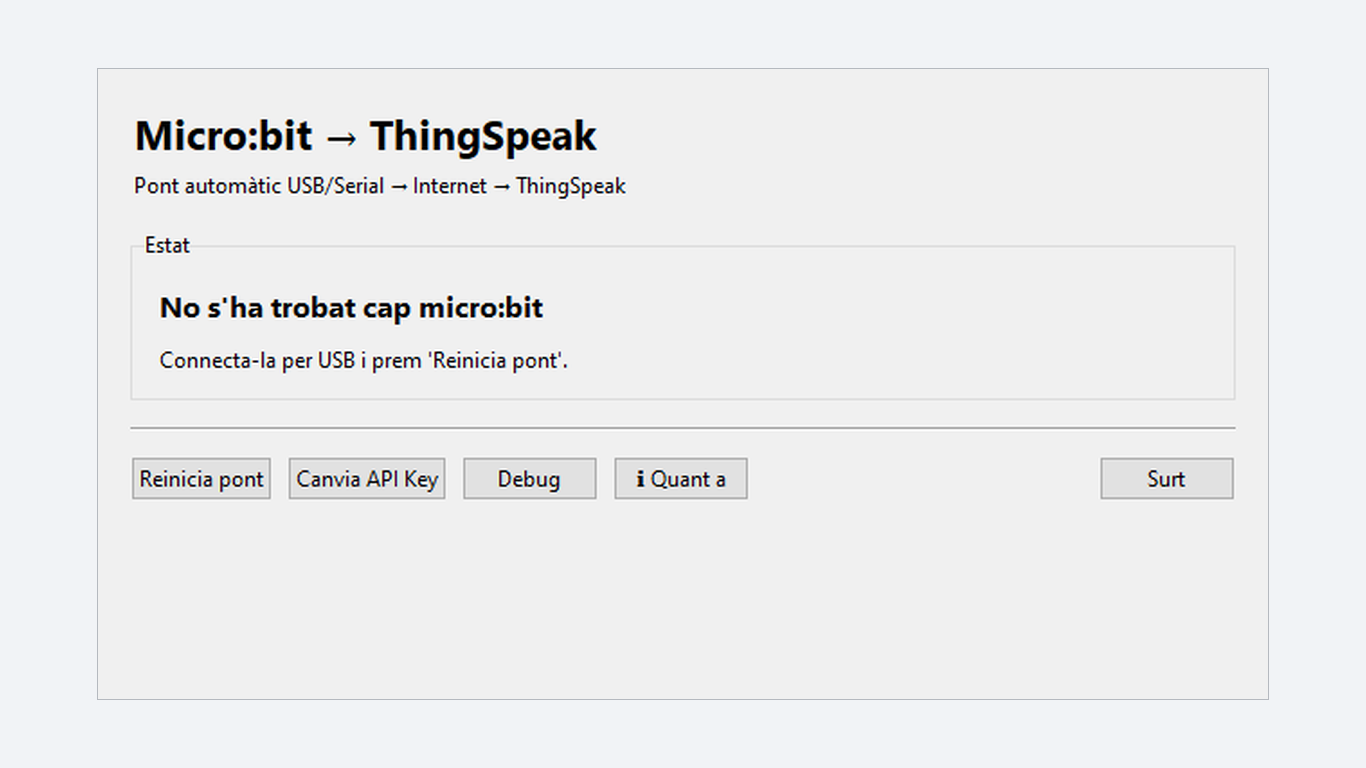 Micro:bit → ThingSpeak
Pont automàtic USB/Serial → Internet → ThingSpeak
Estat
No s'ha trobat cap micro:bit
Connecta-la per USB i prem 'Reinicia pont'.
Reinicia pont Canvia API Key Debug ℹ Quant a Surt